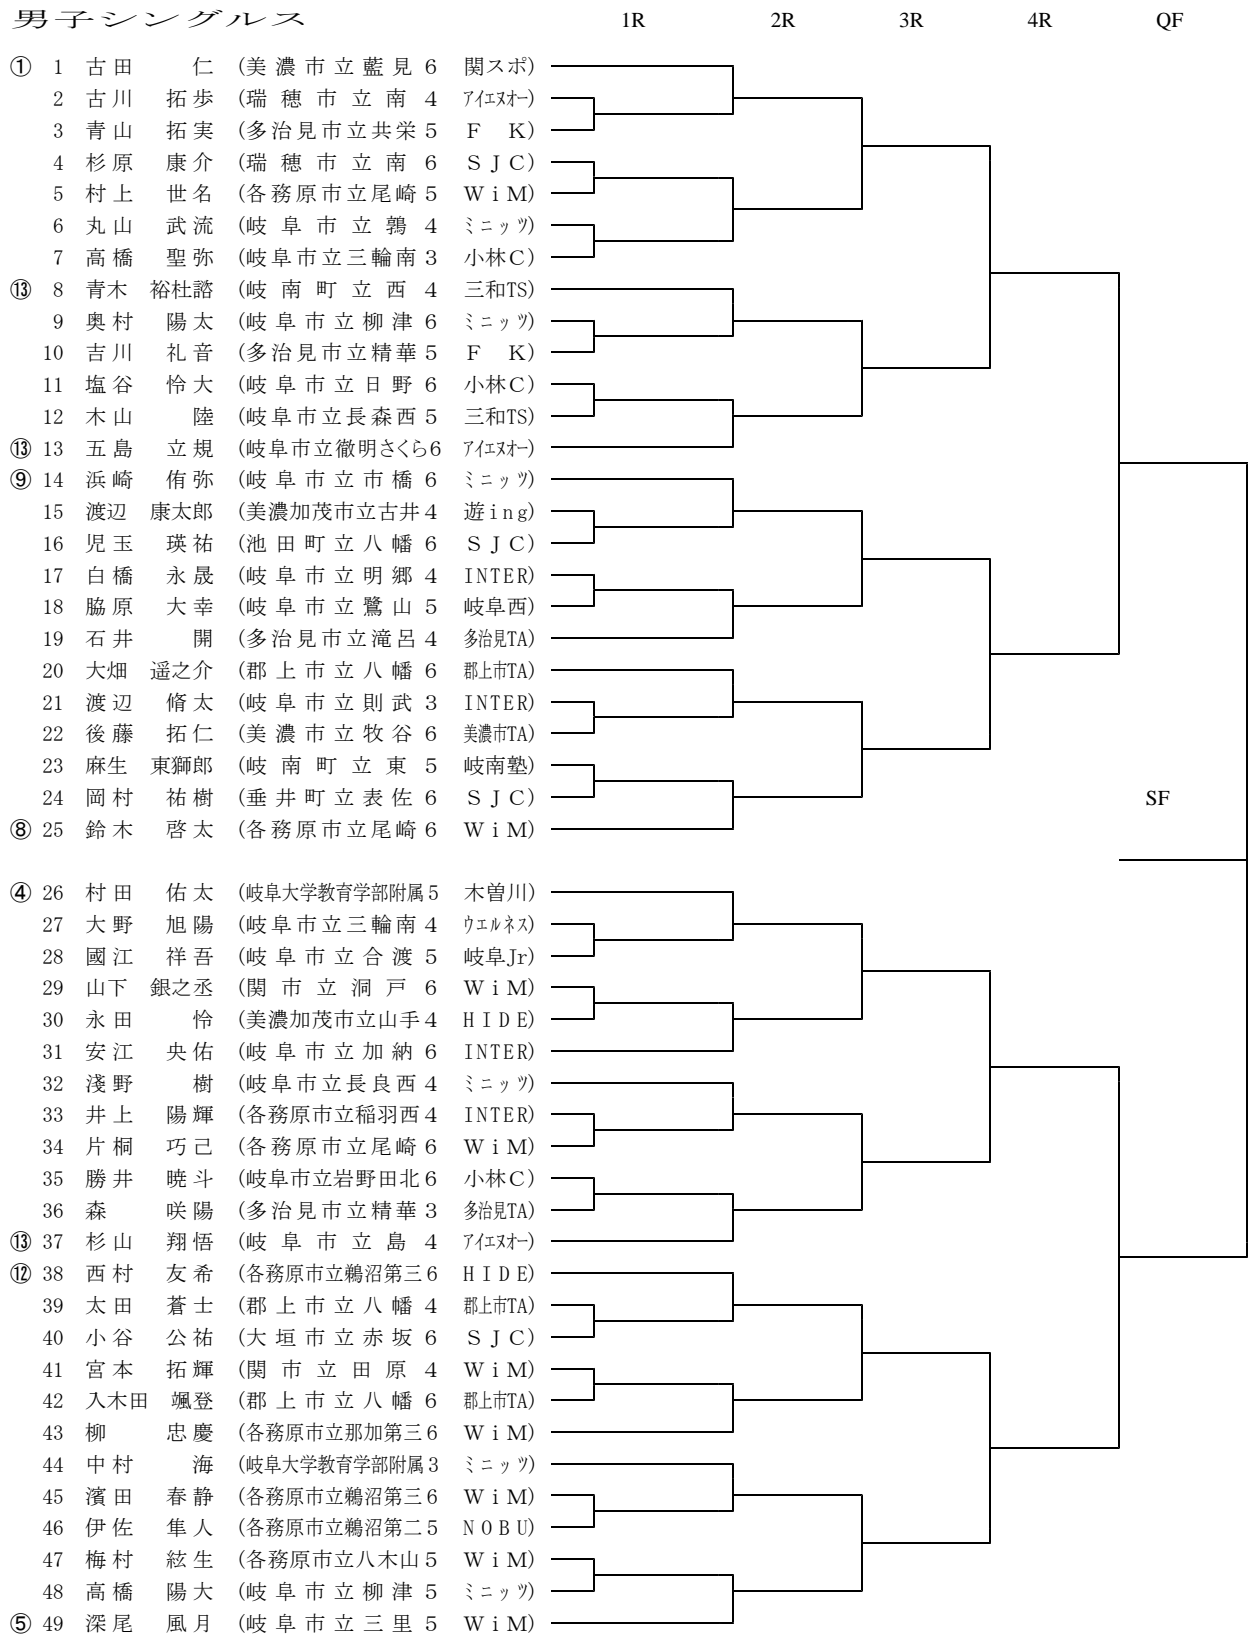 男子シングルス 1R 2R 3R 4R QF
① 1 古田 仁 (美濃市立藍見6 関スポ)
2 古川 拓歩 (瑞穂市立南4 アイエヌオー)
3 青山 拓実 (多治見市立共栄5 F K)
4 杉原 康介 (瑞穂市立南6 SJC)
5 村上 世名 (各務原市立尾崎5 WiM)
6 丸山 武流 (岐阜市立鶉4 ミニッツ)
7 高橋 聖弥 (岐阜市立三輪南3 小林C)
⑬ 8 青木 裕杜諮 (岐南町立西4 三和TS)
9 奥村 陽太 (岐阜市立柳津6 ミニッツ)
10 吉川 礼音 (多治見市立精華5 F K)
11 塩谷 怜大 (岐阜市立日野6 小林C)
12 木山 陸 (岐阜市立長森西5 三和TS)
⑬ 13 五島 立規 (岐阜市立徹明さくら6 アイエヌオー)
⑨ 14 浜崎 侑弥 (岐阜市立市橋6 ミニッツ)
15 渡辺 康太郎 (美濃加茂市立古井4 遊ing)
16 児玉 瑛祐 (池田町立八幡6 SJC)
17 白橋 永晟 (岐阜市立明郷4 INTER)
18 脇原 大幸 (岐阜市立鷺山5 岐阜西)
19 石井 開 (多治見市立滝呂4 多治見TA)
20 大畑 遥之介 (郡上市立八幡6 郡上市TA)
21 渡辺 脩太 (岐阜市立則武3 INTER)
22 後藤 拓仁 (美濃市立牧谷6 美濃市TA)
23 麻生 東獅郎 (岐南町立東5 岐南塾)
24 岡村 祐樹 (垂井町立表佐6 SJC) SF
⑧ 25 鈴木 啓太 (各務原市立尾崎6 WiM)
④ 26 村田 佑太 (岐阜大学教育学部附属5 木曽川)
27 大野 旭陽 (岐阜市立三輪南4 ウエルネス)
28 國江 祥吾 (岐阜市立合渡5 岐阜Jr)
29 山下 銀之丞 (関市立洞戸6 WiM)
30 永田 怜 (美濃加茂市立山手4 HIDE)
31 安江 央佑 (岐阜市立加納6 INTER)
32 淺野 樹 (岐阜市立長良西4 ミニッツ)
33 井上 陽輝 (各務原市立稲羽西4 INTER)
34 片桐 巧己 (各務原市立尾崎6 WiM)
35 勝井 暁斗 (岐阜市立岩野田北6 小林C)
36 森 咲陽 (多治見市立精華3 多治見TA)
⑬ 37 杉山 翔悟 (岐阜市立島4 アイエヌオー)
⑫ 38 西村 友希 (各務原市立鵜沼第三6 HIDE)
39 太田 蒼士 (郡上市立八幡4 郡上市TA)
40 小谷 公祐 (大垣市立赤坂6 SJC)
41 宮本 拓輝 (関市立田原4 WiM)
42 入木田 颯登 (郡上市立八幡6 郡上市TA)
43 柳 忠慶 (各務原市立那加第三6 WiM)
44 中村 海 (岐阜大学教育学部附属3 ミニッツ)
45 濱田 春静 (各務原市立鵜沼第三6 WiM)
46 伊佐 隼人 (各務原市立鵜沼第二5 NOBU)
47 梅村 絃生 (各務原市立八木山5 WiM)
48 高橋 陽大 (岐阜市立柳津5 ミニッツ)
⑤ 49 深尾 風月 (岐阜市立三里5 WiM)